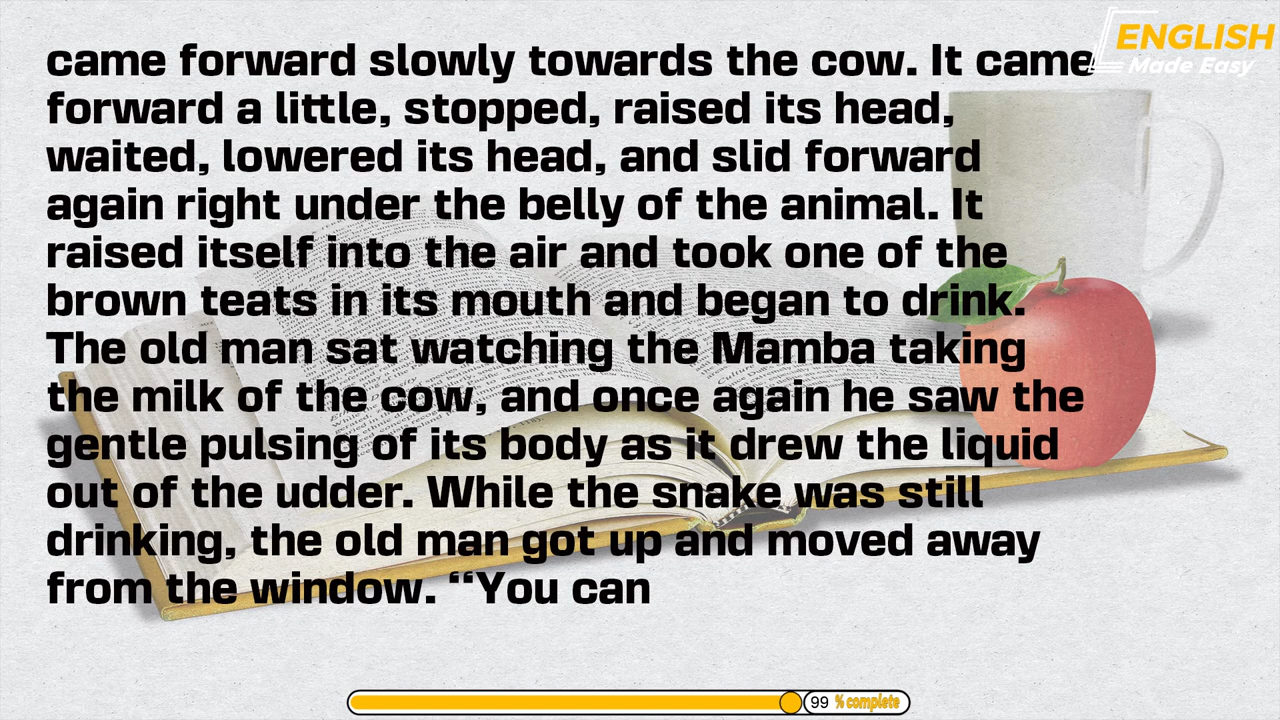 came forward slowly towards the cow. It came
forward a little, stopped, raised its head,
waited, lowered its head, and slid forward
again right under the belly of the animal. It
raised itself into the air and took one of the
brown teats in its mouth and began to drink.
The old man sat watching the Mamba taking
the milk of the cow, and once again he saw the
gentle pulsing of its body as it drew the liquid
out of the udder. While the snake was still
drinking, the old man got up and moved away
from the window. “You can
ENGLISH
Made Easy
99 % complete